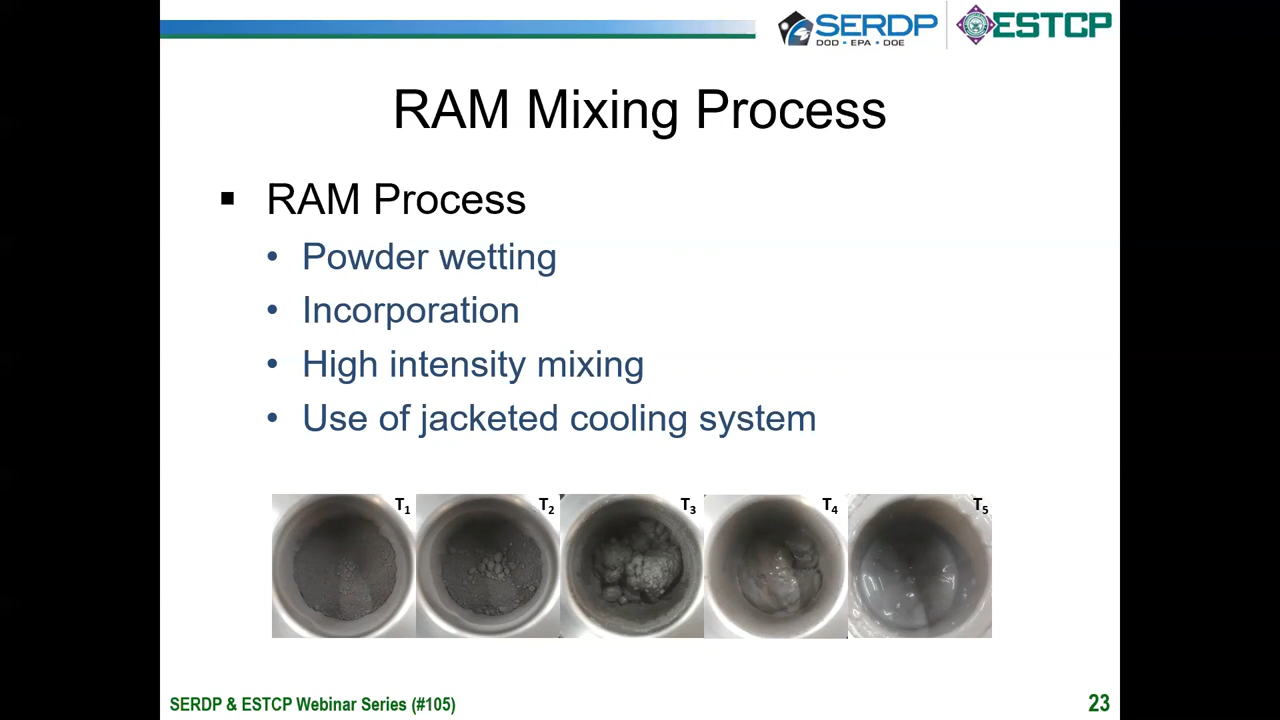 SERDP
DOD • EPA • DOE
ESTCP
RAM Mixing Process
▪ RAM Process
• Powder wetting
• Incorporation
• High intensity mixing
• Use of jacketed cooling system
T₁ T₂ T₃ T₄ T₅
SERDP & ESTCP Webinar Series (#105)
23